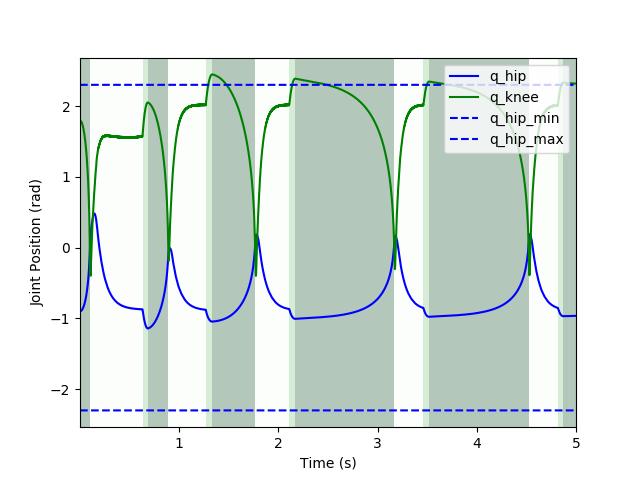 q_hip
q_knee
q_hip_min
q_hip_max
2
1
0
−1
−2
Joint Position (rad)
1
2
3
4
5
Time (s)